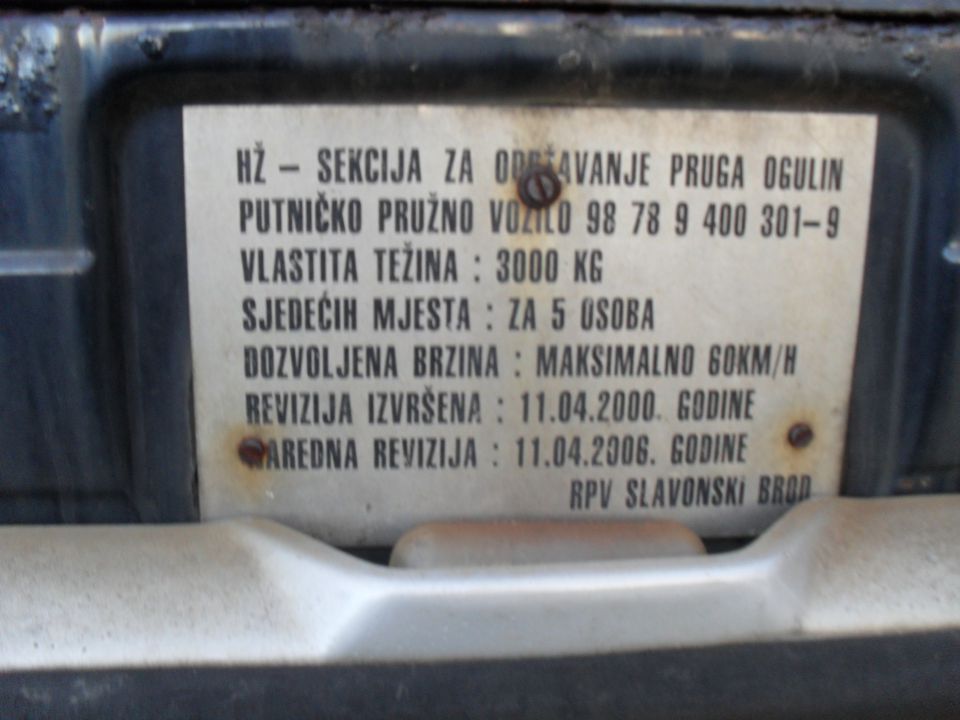 HŽ – SEKCIJA ZA ODRŽAVANJE PRUGA OGULIN
PUTNIČKO PRUŽNO VOZILO 98 78 9 400 301–9
VLASTITA TEŽINA : 3000 KG
SJEDEĆIH MJESTA : ZA 5 OSOBA
DOZVOLJENA BRZINA : MAKSIMALNO 60KM/H
REVIZIJA IZVRŠENA : 11.04.2000. GODINE
NAREDNA REVIZIJA : 11.04.2006. GODINE
RPV SLAVONSKI BROD